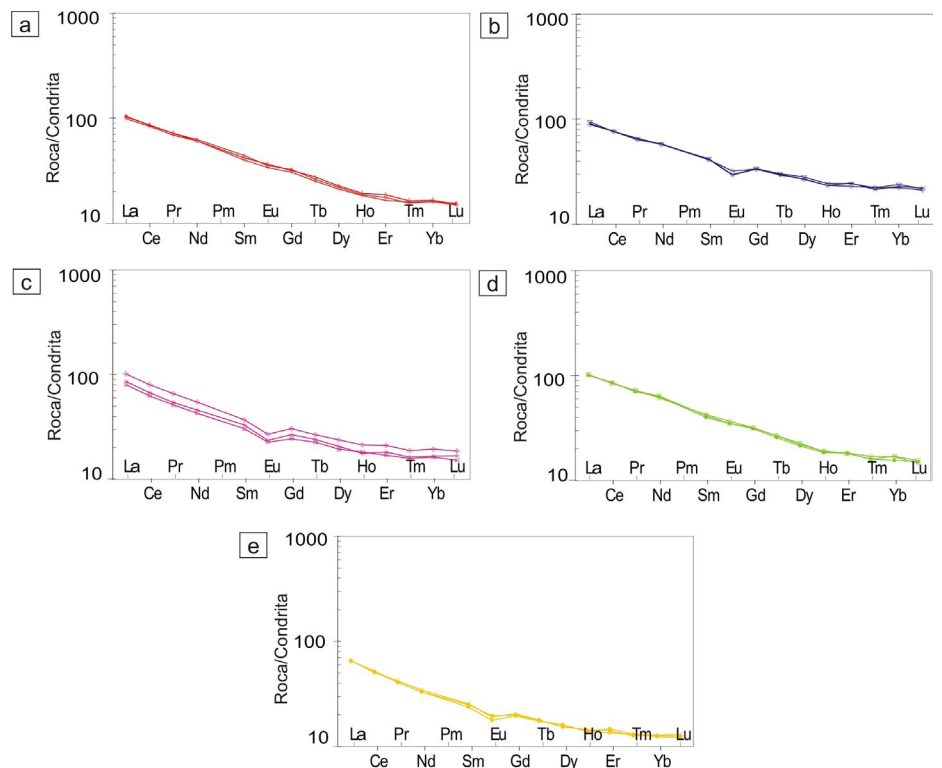 a
1000
100
10
Roca/Condrita
La Pr Pm Eu Tb Ho Tm Lu
Ce Nd Sm Gd Dy Er Yb
b
1000
100
10
Roca/Condrita
La Pr Pm Eu Tb Ho Tm Lu
Ce Nd Sm Gd Dy Er Yb
c
1000
100
10
Roca/Condrita
La Pr Pm Eu Tb Ho Tm Lu
Ce Nd Sm Gd Dy Er Yb
d
1000
100
10
Roca/Condrita
La Pr Pm Eu Tb Ho Tm Lu
Ce Nd Sm Gd Dy Er Yb
e
1000
100
10
Roca/Condrita
La Pr Pm Eu Tb Ho Tm Lu
Ce Nd Sm Gd Dy Er Yb